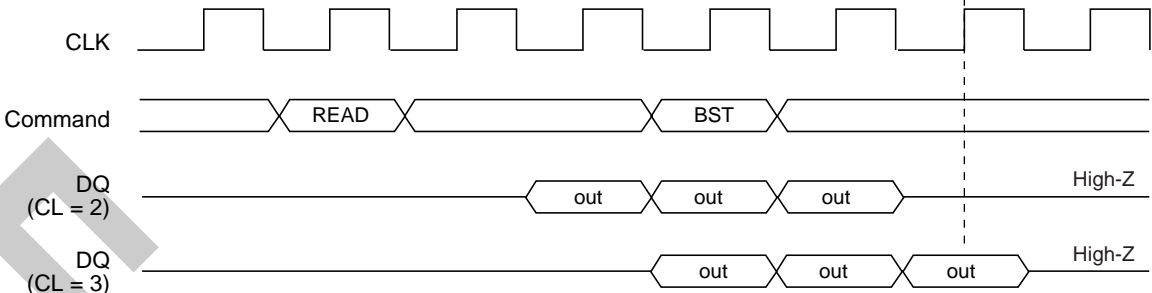 CLK
Command
READ
BST
DQ
(CL = 2)
out
out
out
High-Z
DQ
(CL = 3)
out
out
out
High-Z